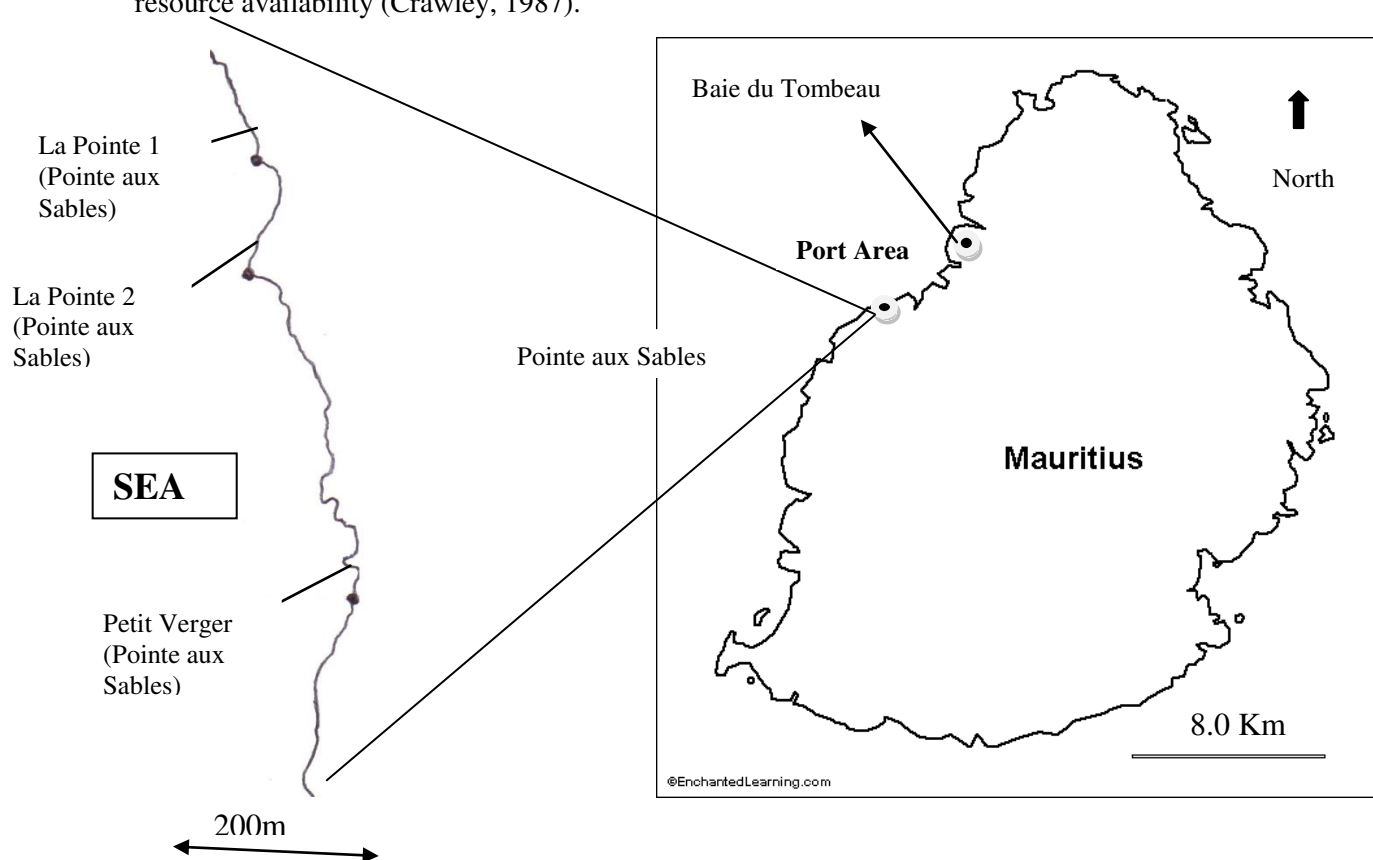 resource availability (Crawley, 1987).
La Pointe 1
(Pointe aux
Sables)
La Pointe 2
(Pointe aux
Sables)
SEA
Petit Verger
(Pointe aux
Sables)
200m
Pointe aux Sables
Baie du Tombeau
Port Area
North
Mauritius
8.0 Km
©EnchantedLearning.com